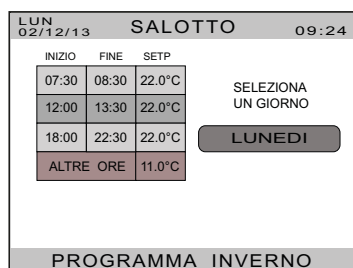 LUN
02/12/13 SALOTTO 09:24
INIZIO FINE SETP
07:30 08:30 22.0°C
12:00 13:30 22.0°C
18:00 22:30 22.0°C
ALTRE ORE 11.0°C
SELEZIONA
UN GIORNO
LUNEDI
PROGRAMMA INVERNO